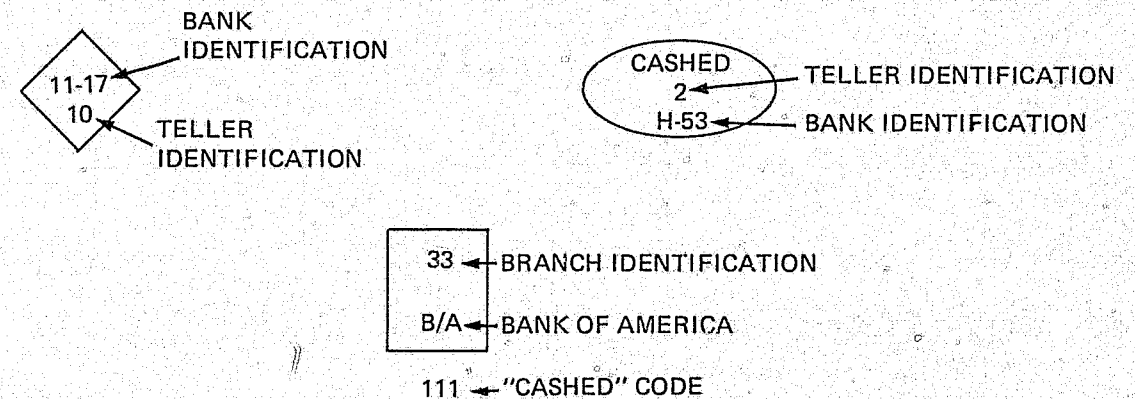 BANK
IDENTIFICATION
11-17
10
TELLER
IDENTIFICATION
CASHED
2
H-53
TELLER IDENTIFICATION
BANK IDENTIFICATION
33
BRANCH IDENTIFICATION
B/A
BANK OF AMERICA
111
"CASHED" CODE